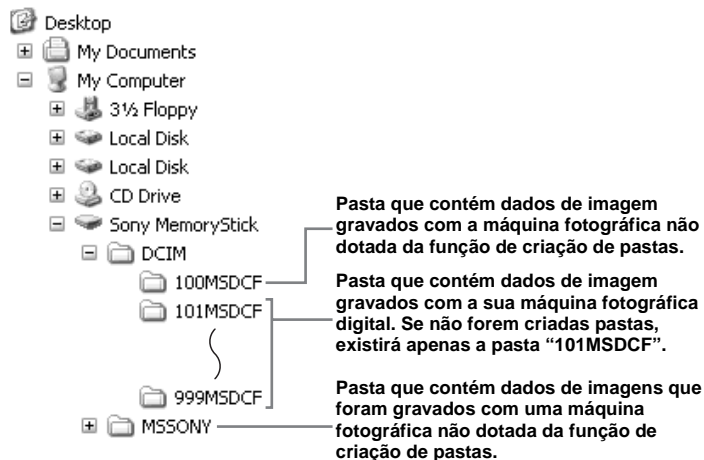 Desktop
My Documents
My Computer
3½ Floppy
Local Disk
Local Disk
CD Drive
Sony MemoryStick
DCIM
100MSDCF
101MSDCF
999MSDCF
MSSONY
Pasta que contém dados de imagem
gravados com a máquina fotográfica não
dotada da função de criação de pastas.
Pasta que contém dados de imagem
gravados com a sua máquina fotográfica
digital. Se não forem criadas pastas,
existirá apenas a pasta “101MSDCF”.
Pasta que contém dados de imagens que
foram gravados com uma máquina
fotográfica não dotada da função de
criação de pastas.